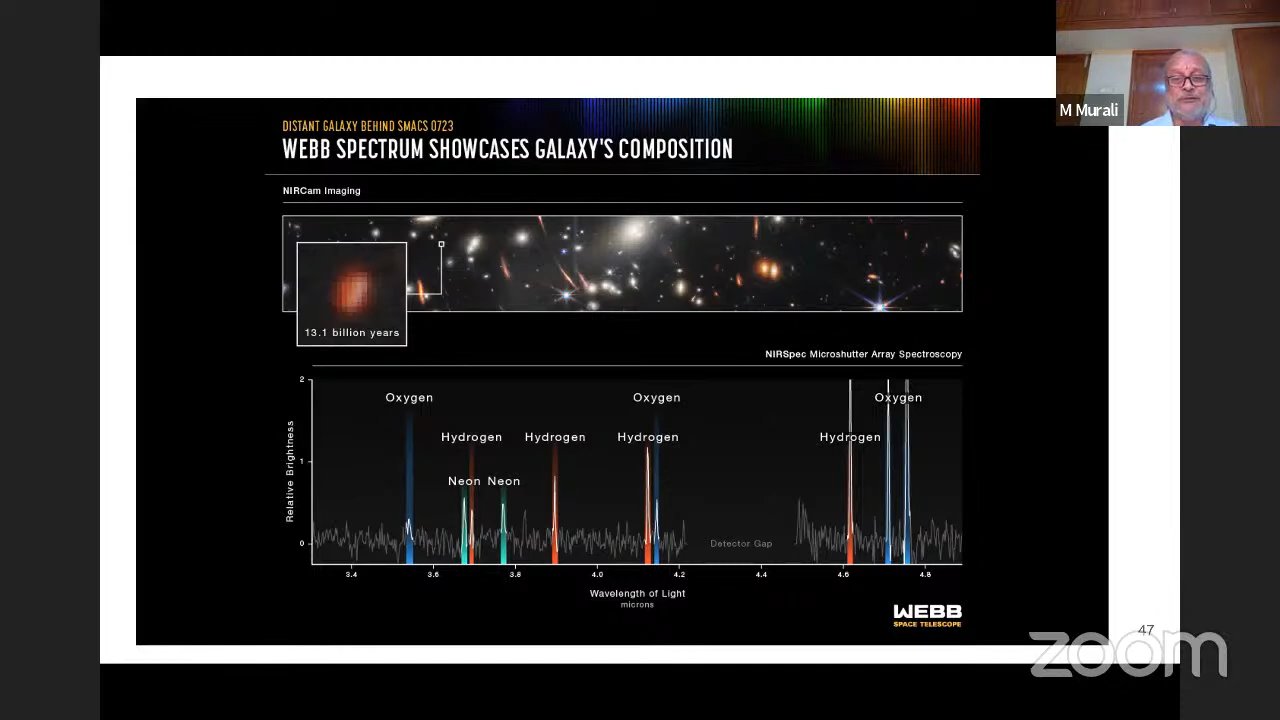 M Murali
DISTANT GALAXY BEHIND SMACS 0723
WEBB SPECTRUM SHOWCASES GALAXY'S COMPOSITION
NIRCam Imaging
13.1 billion years
NIRSpec Microshutter Array Spectroscopy
2
Oxygen
Oxygen
Oxygen
Hydrogen
Hydrogen
Hydrogen
Hydrogen
1
Neon
Neon
0
Relative Brightness
Detector Gap
3.4
3.6
3.8
4.0
4.2
4.4
4.6
4.8
Wavelength of Light
microns
WEBB
SPACE TELESCOPE
47
zoom